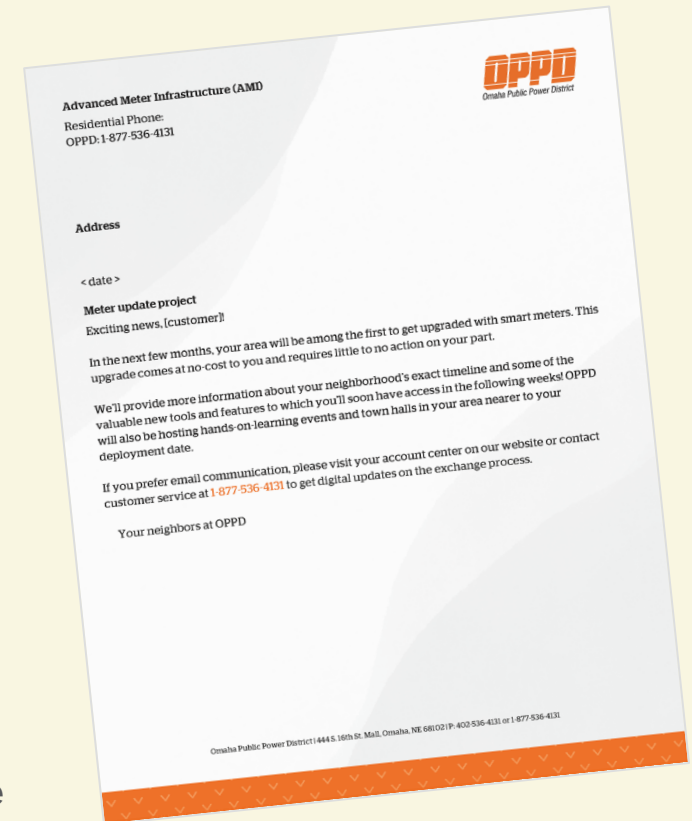 Advanced Meter Infrastructure (AMI)
Residential Phone:
OPPD: 1-877-536-4131
OPPD
Omaha Public Power District
Address
< date >
Meter update project
Exciting news, [customer]!
In the next few months, your area will be among the first to get upgraded with smart meters. This
upgrade comes at no-cost to you and requires little to no action on your part.
We'll provide more information about your neighborhood's exact timeline and some of the
valuable new tools and features to which you'll soon have access in the following weeks! OPPD
will also be hosting hands-on-learning events and town halls in your area nearer to your
deployment date.
If you prefer email communication, please visit your account center on our website or contact
customer service at 1-877-536-4131 to get digital updates on the exchange process.
Your neighbors at OPPD
Omaha Public Power District | 444 S. 16th St. Mall, Omaha, NE 68102 | P: 402-536-4131 or 1-877-536-4131
e